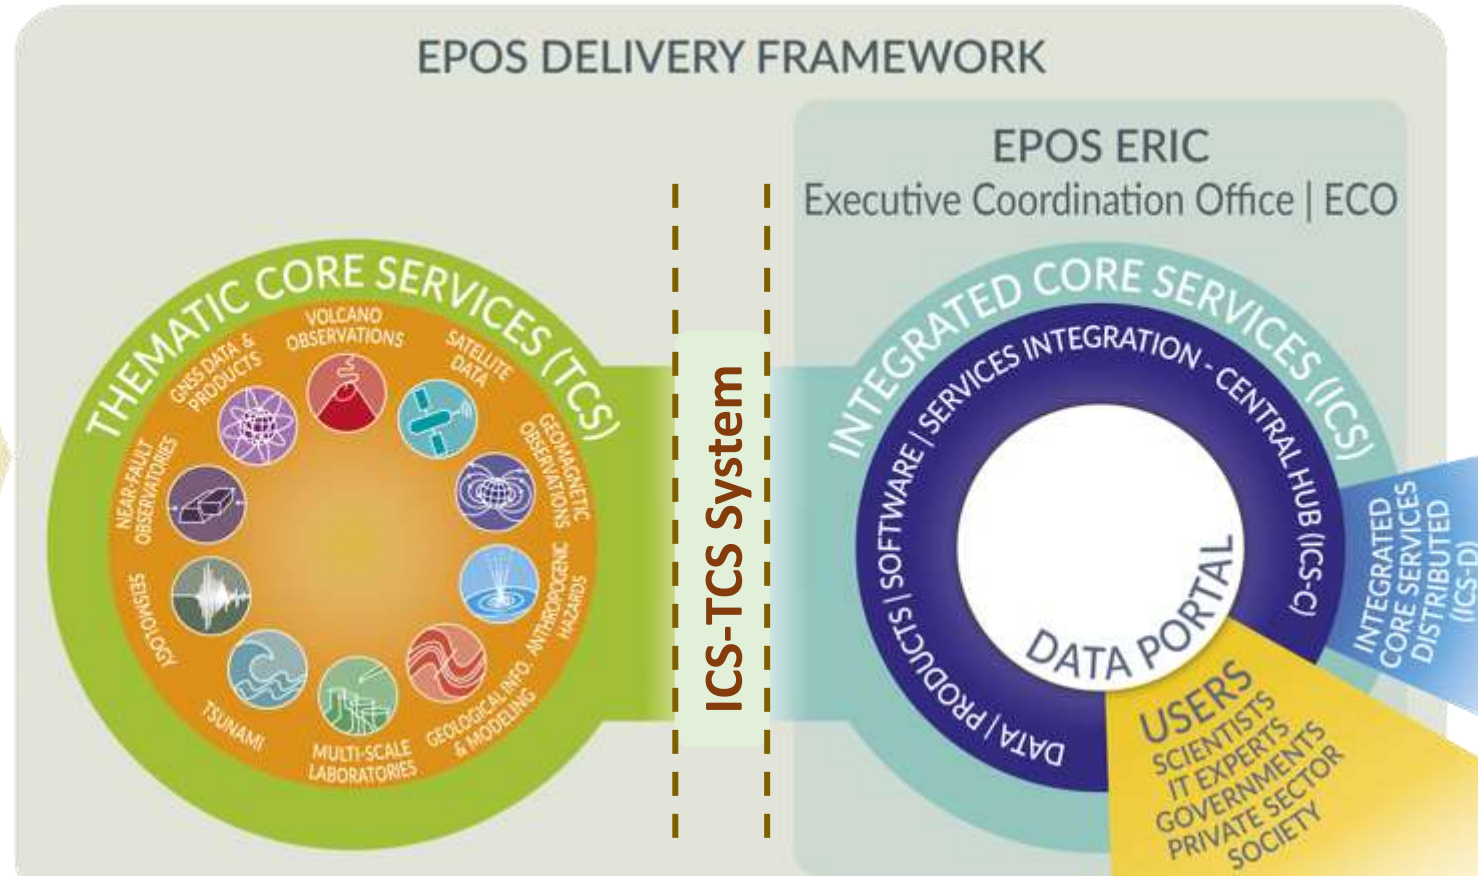 EPOS DELIVERY FRAMEWORK
EPOS ERIC
Executive Coordination Office | ECO
THEMATIC CORE SERVICES (TCS)
VOLCANO
OBSERVATIONS
SATELLITE
DATA
GEOMAGNETIC
OBSERVATIONS
ANTHROPOGENIC
HAZARDS
GEOLOGICAL INFO.
& MODELING
MULTI-SCALE
LABORATORIES
TSUNAMI
SEISMOLOGY
NEAR-FAULT
OBSERVATORIES
GNSS DATA &
PRODUCTS
ICS-TCS System
INTEGRATED CORE SERVICES (ICS)
DATA | PRODUCTS | SOFTWARE | SERVICES INTEGRATION - CENTRAL HUB (ICS-C)
DATA PORTAL
INTEGRATED
CORE SERVICES
DISTRIBUTED
(ICS-D)
USERS
SCIENTISTS
IT EXPERTS
GOVERNMENTS
PRIVATE SECTOR
SOCIETY